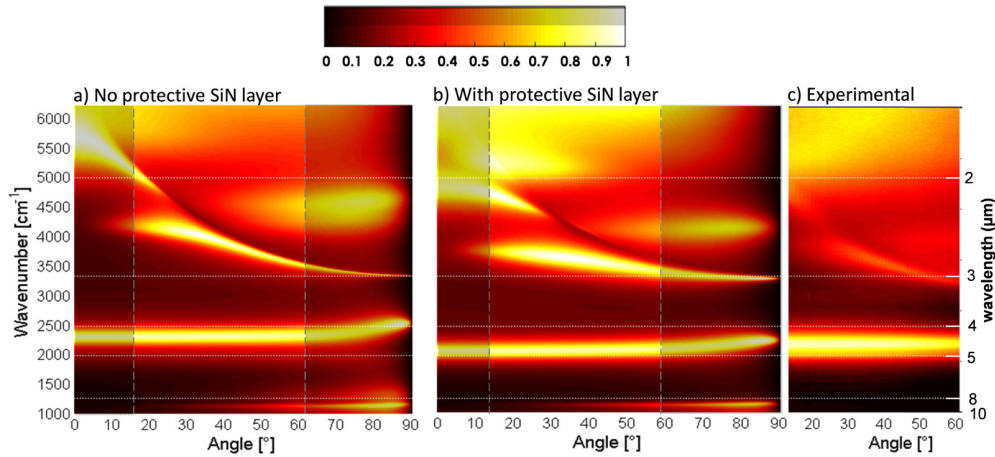 0 0.1 0.2 0.3 0.4 0.5 0.6 0.7 0.8 0.9 1
a) No protective SiN layer
b) With protective SiN layer
c) Experimental
Wavenumber [cm⁻¹]
6000
5500
5000
4500
4000
3500
3000
2500
2000
1500
1000
0 10 20 30 40 50 60 70 80 90
Angle [°]
0 10 20 30 40 50 60 70 80 90
Angle [°]
20 30 40 50 60
Angle [°]
2
3
4
5
8
10
wavelength (μm)